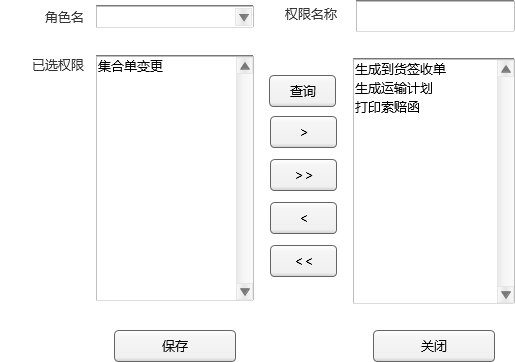 角色名
权限名称
已选权限
集合单变更
生成到货签收单
生成运输计划
打印索赔函
查询
>
>>
<
<<
保存
关闭